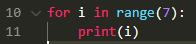 10 for i in range(7):
11     print(i)